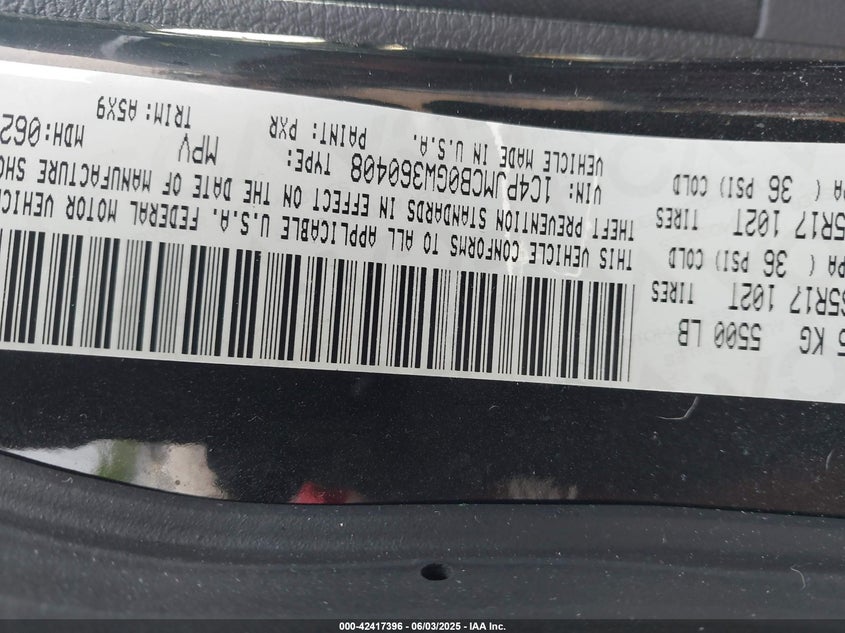 5 KG 5500 LB
5R17 102T TIRES
PA ( 36 PSI) COLD
5R17 102T TIRES
PA ( 36 PSI) COLD
THIS VEHICLE CONFORMS TO ALL APPLICABLE U.S.A. FEDERAL MOTOR VEHIC
THEFT PREVENTION STANDARDS IN EFFECT ON THE DATE OF MANUFACTURE SHO
VIN: 1C4PJMCB0GW360408 TYPE: MPV MDH:062
VEHICLE MADE IN U.S.A. PAINT: PXR TRIM: A5X9
000-42417396 - 06/03/2025 - IAA Inc.